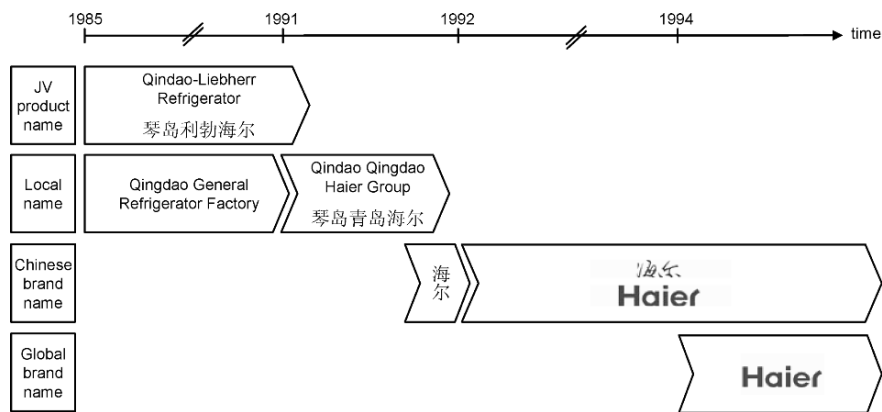 1985
1991
1992
1994
time
JV
product
name
Qindao-Liebherr
Refrigerator
琴岛利勃海尔
Local
name
Qingdao General
Refrigerator Factory
Qindao Qingdao
Haier Group
琴岛青岛海尔
Chinese
brand
name
海
尔
海尔
Haier
Global
brand
name
Haier